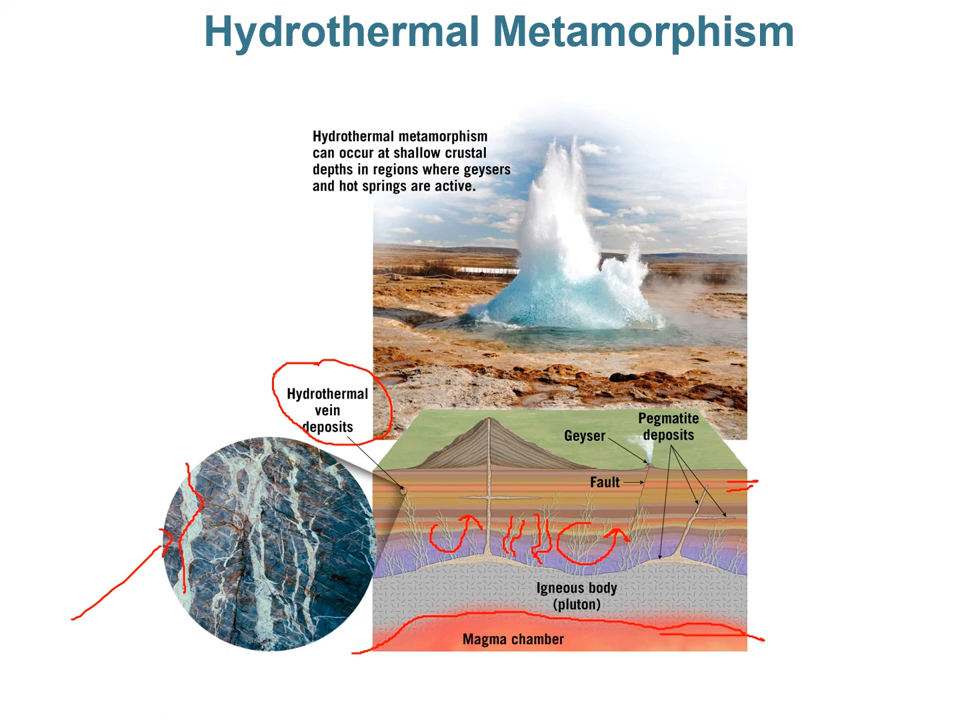 Hydrothermal Metamorphism
Hydrothermal metamorphism
can occur at shallow crustal
depths in regions where geysers
and hot springs are active.
Hydrothermal
vein
deposits
Geyser
Pegmatite
deposits
Fault
Igneous body
(pluton)
Magma chamber